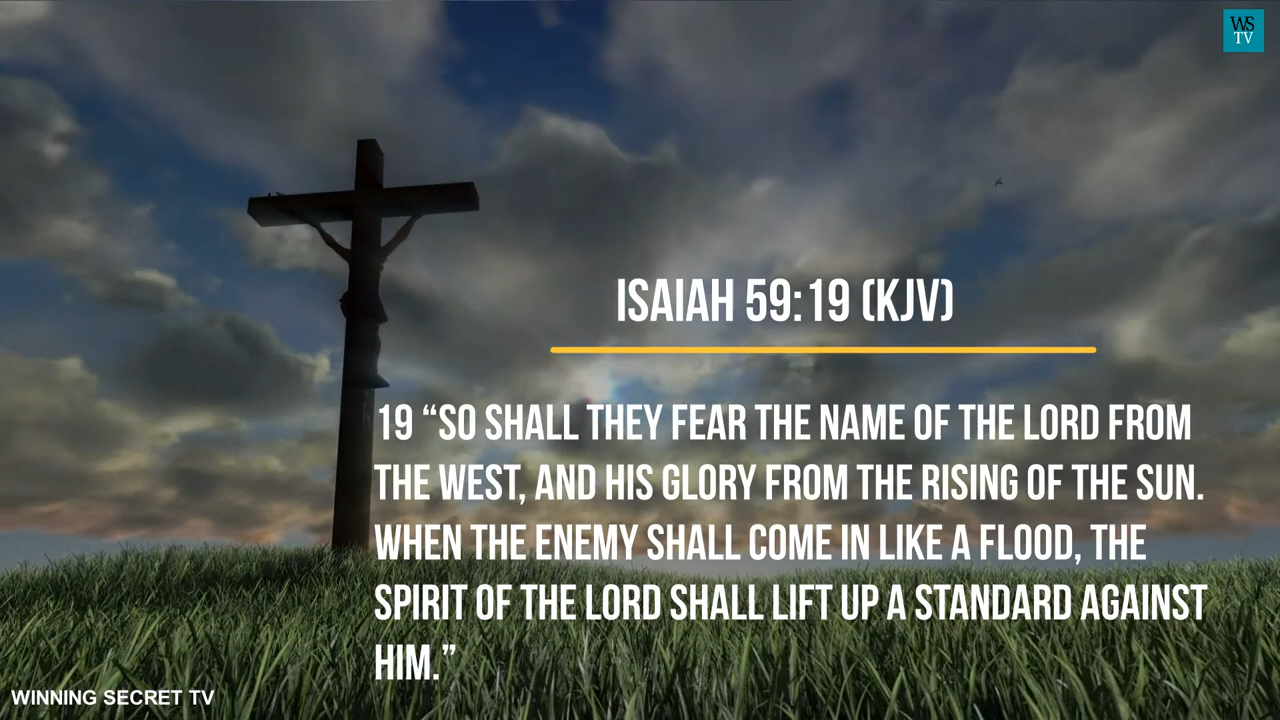 WS
TV
ISAIAH 59:19 (KJV)
19 “SO SHALL THEY FEAR THE NAME OF THE LORD FROM
THE WEST, AND HIS GLORY FROM THE RISING OF THE SUN.
WHEN THE ENEMY SHALL COME IN LIKE A FLOOD, THE
SPIRIT OF THE LORD SHALL LIFT UP A STANDARD AGAINST
HIM.”
WINNING SECRET TV